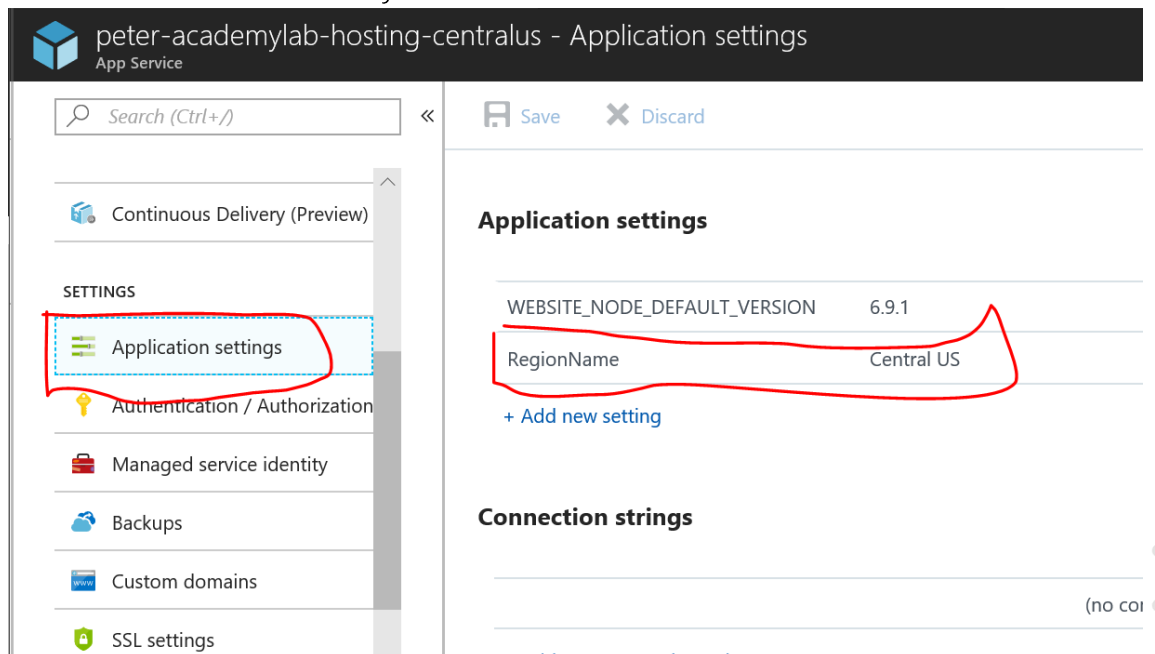 peter-academylab-hosting-centralus - Application settings
App Service
Search (Ctrl+/)
«
Save
Discard
Continuous Delivery (Preview)
SETTINGS
Application settings
Authentication / Authorization
Managed service identity
Backups
Custom domains
www
SSL settings
Application settings
WEBSITE_NODE_DEFAULT_VERSION 6.9.1
RegionName Central US
+ Add new setting
Connection strings
(no